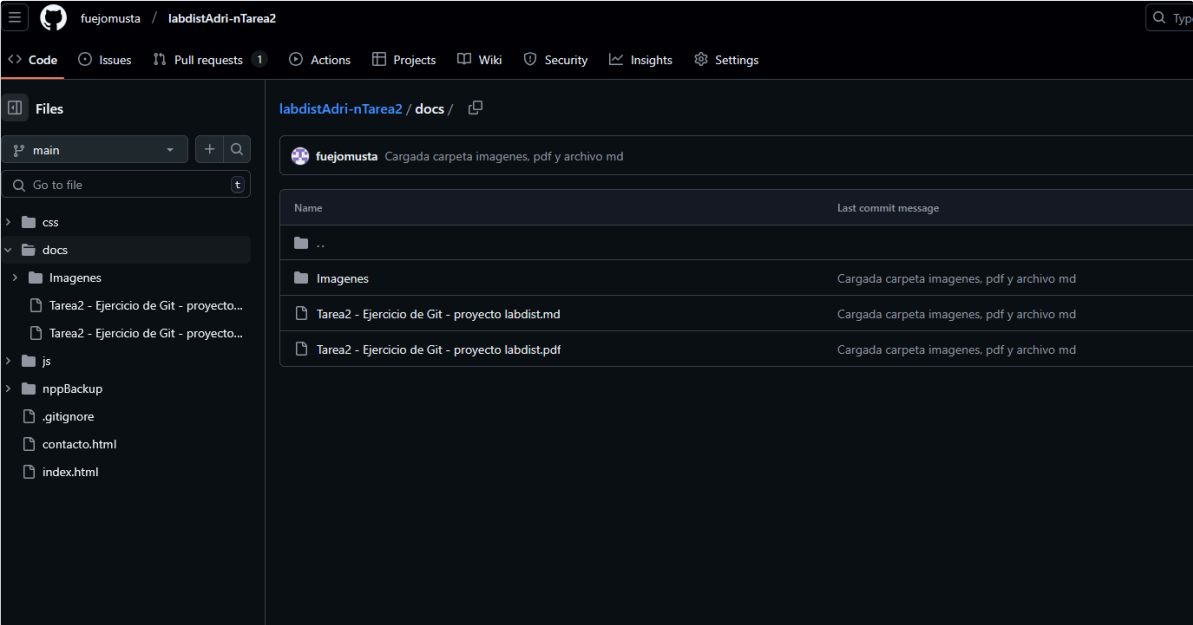 fuejomusta / labdistAdri-nTarea2
Type
Code Issues Pull requests 1 Actions Projects Wiki Security Insights Settings
Files
labdistAdri-nTarea2 / docs /
main
fuejomusta Cargada carpeta imagenes, pdf y archivo md
Go to file t
Name Last commit message
css
..
docs
Imagenes
Imagenes Cargada carpeta imagenes, pdf y archivo md
Tarea2 - Ejercicio de Git - proyecto...
Tarea2 - Ejercicio de Git - proyecto labdist.md Cargada carpeta imagenes, pdf y archivo md
Tarea2 - Ejercicio de Git - proyecto...
Tarea2 - Ejercicio de Git - proyecto labdist.pdf Cargada carpeta imagenes, pdf y archivo md
js
nppBackup
.gitignore
contacto.html
index.html